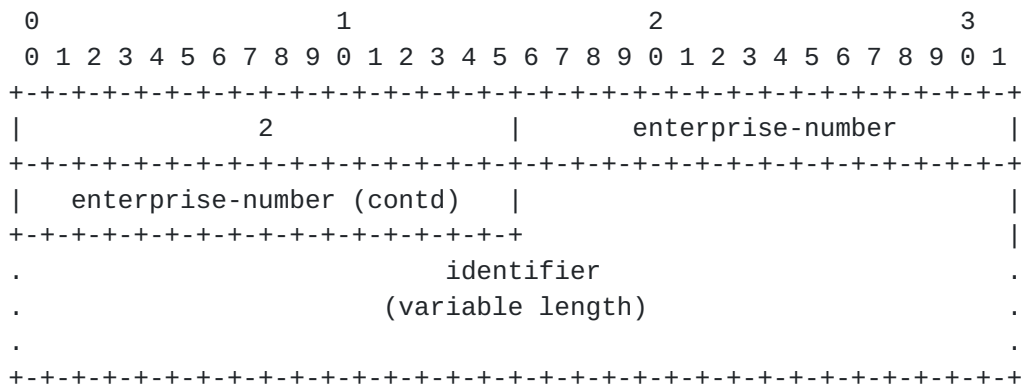 0                   1                   2                   3
 0 1 2 3 4 5 6 7 8 9 0 1 2 3 4 5 6 7 8 9 0 1 2 3 4 5 6 7 8 9 0 1
+-+-+-+-+-+-+-+-+-+-+-+-+-+-+-+-+-+-+-+-+-+-+-+-+-+-+-+-+-+-+-+-+
|               2               |       enterprise-number       |
+-+-+-+-+-+-+-+-+-+-+-+-+-+-+-+-+-+-+-+-+-+-+-+-+-+-+-+-+-+-+-+-+
|   enterprise-number (contd)   |                               |
+-+-+-+-+-+-+-+-+-+-+-+-+-+-+-+-+                               |
.                           identifier                          .
.                       (variable length)                       .
.                                                               .
+-+-+-+-+-+-+-+-+-+-+-+-+-+-+-+-+-+-+-+-+-+-+-+-+-+-+-+-+-+-+-+-+